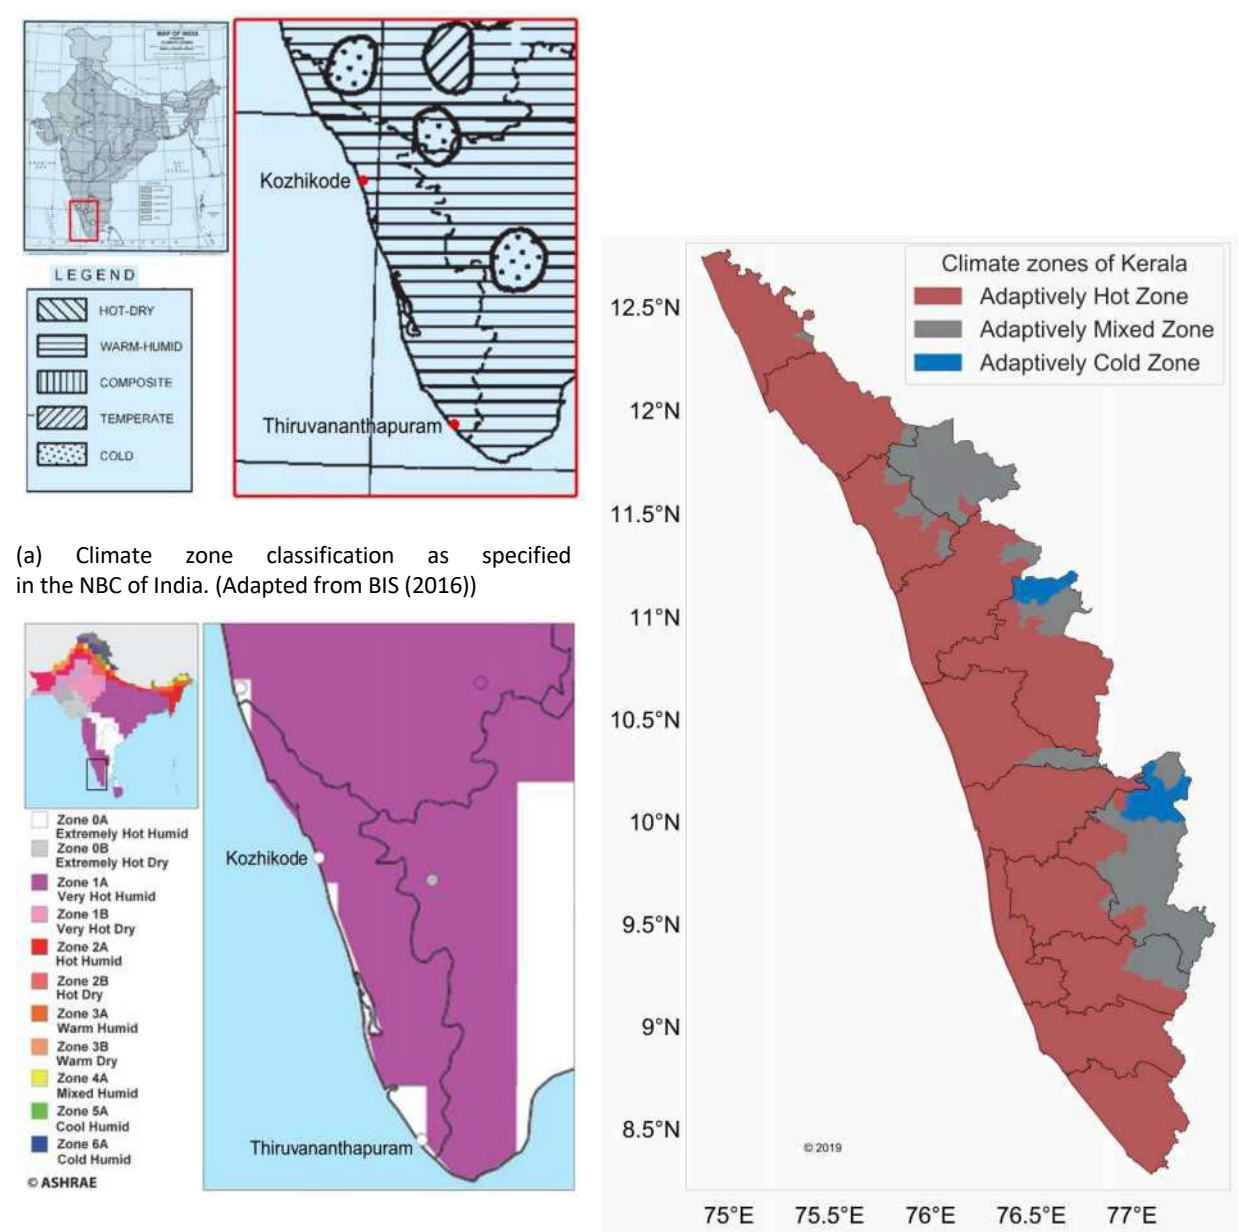 MAP OF INDIA
Kozhikode
Thiruvananthapuram
LEGEND
HOT-DRY
WARM-HUMID
COMPOSITE
TEMPERATE
COLD
(a) Climate zone classification as specified
in the NBC of India. (Adapted from BIS (2016))
Zone 0A
Extremely Hot Humid
Zone 0B
Extremely Hot Dry
Zone 1A
Very Hot Humid
Zone 1B
Very Hot Dry
Zone 2A
Hot Humid
Zone 2B
Hot Dry
Zone 3A
Warm Humid
Zone 3B
Warm Dry
Zone 4A
Mixed Humid
Zone 5A
Cool Humid
Zone 6A
Cold Humid
© ASHRAE
Kozhikode
Thiruvananthapuram
Climate zones of Kerala
Adaptively Hot Zone
Adaptively Mixed Zone
Adaptively Cold Zone
12.5°N
12°N
11.5°N
11°N
10.5°N
10°N
9.5°N
9°N
8.5°N
© 2019
75°E 75.5°E 76°E 76.5°E 77°E